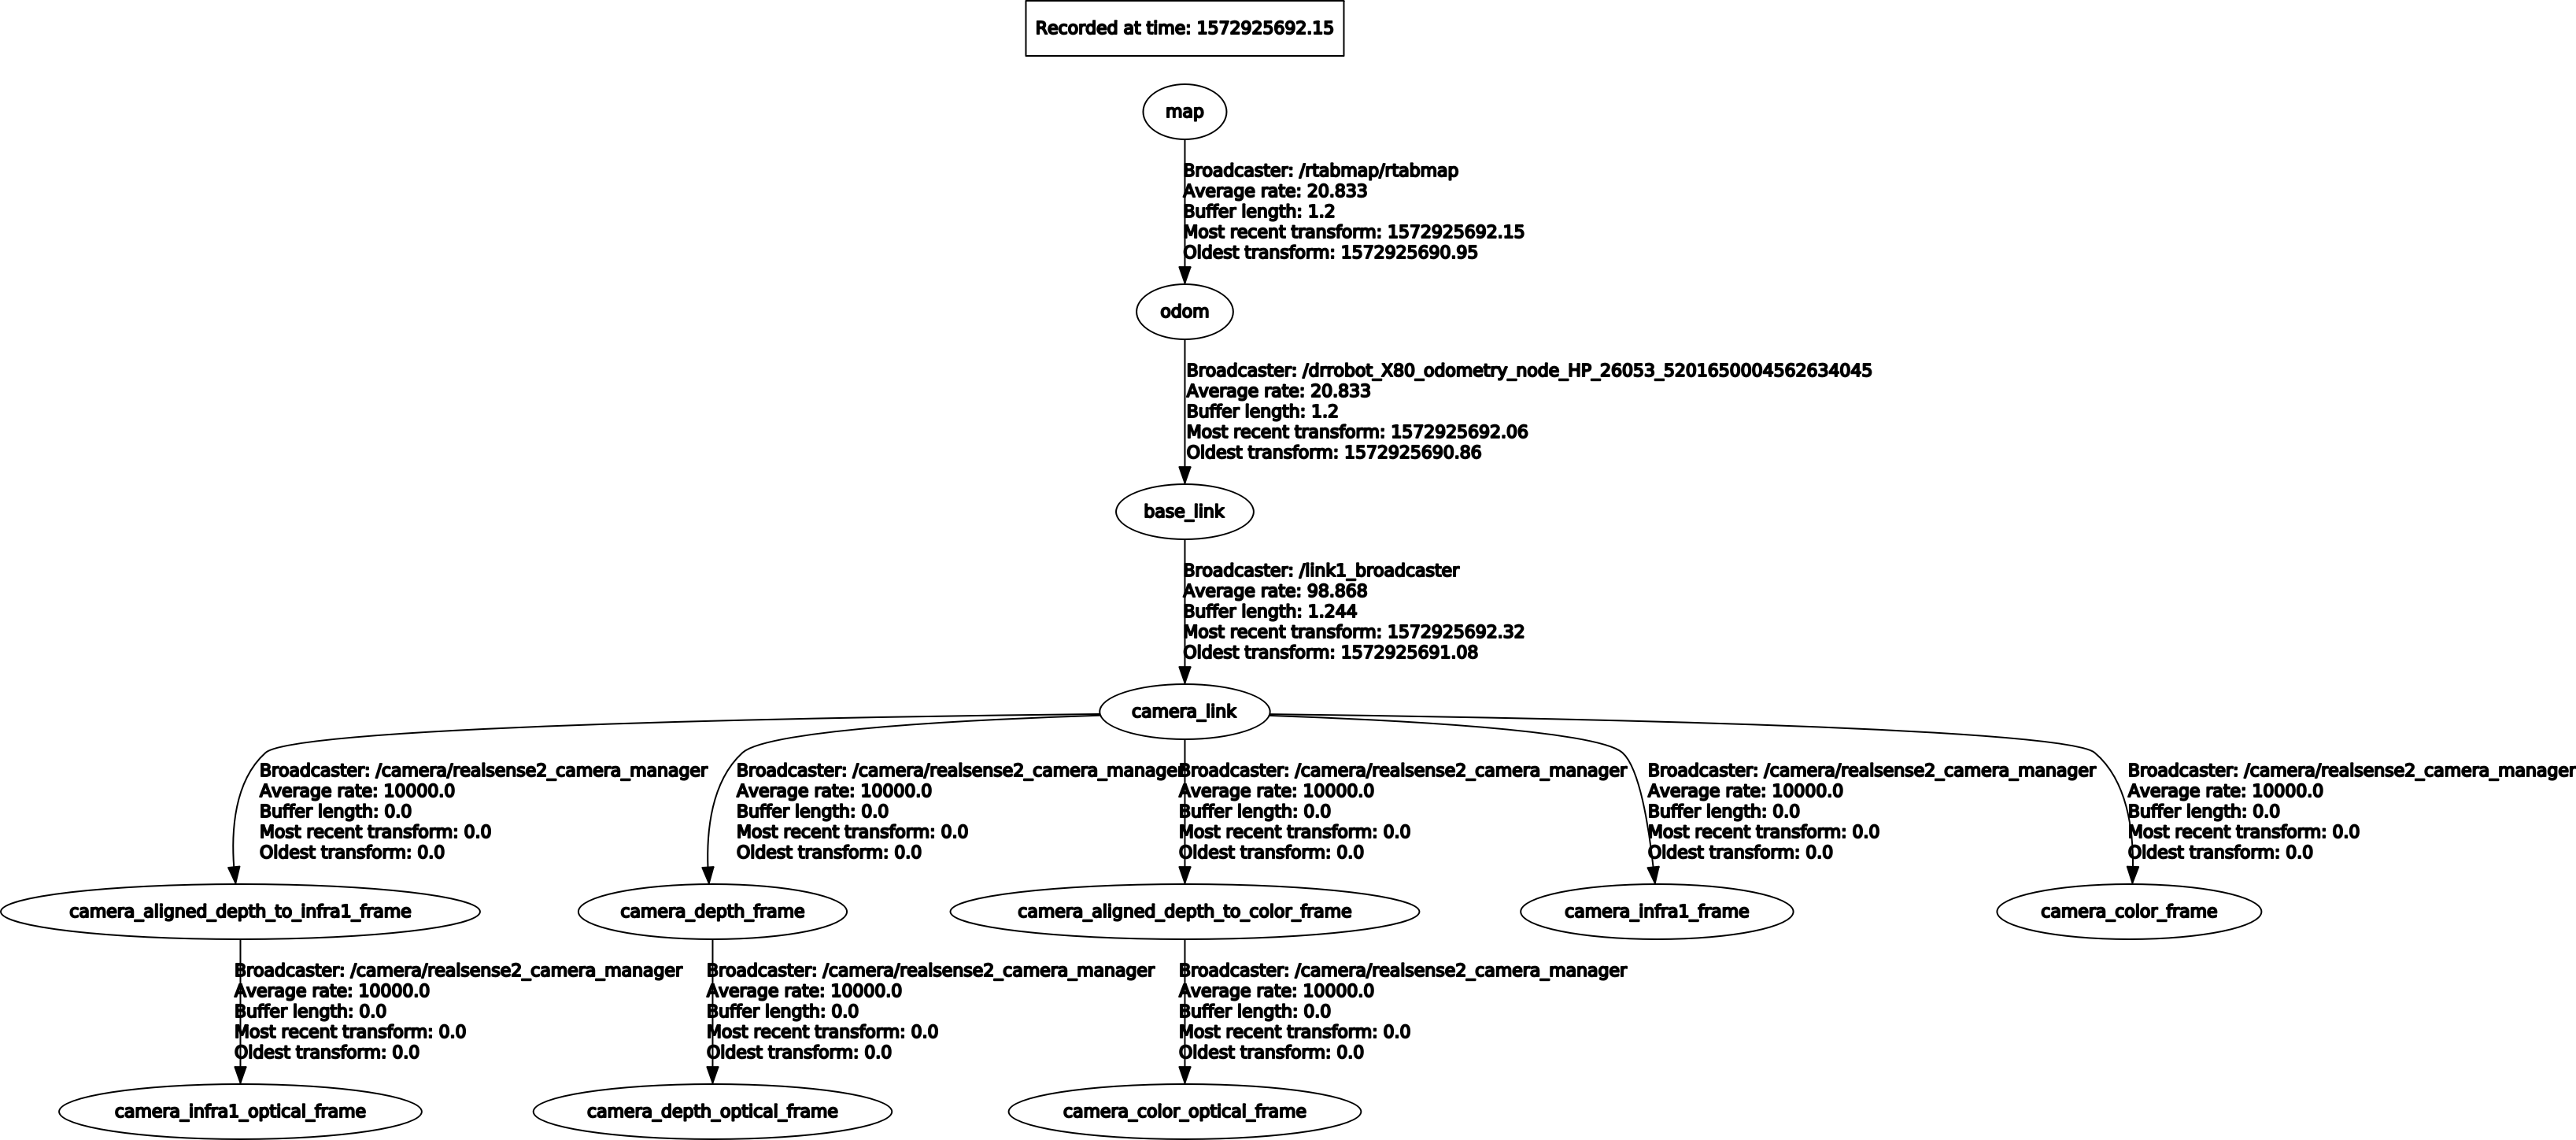 Recorded at time: 1572925692.15
map
Broadcaster: /rtabmap/rtabmap
Average rate: 20.833
Buffer length: 1.2
Most recent transform: 1572925692.15
Oldest transform: 1572925690.95
odom
Broadcaster: /drrobot_X80_odometry_node_HP_26053_5201650004562634045
Average rate: 20.833
Buffer length: 1.2
Most recent transform: 1572925692.06
Oldest transform: 1572925690.86
base_link
Broadcaster: /link1_broadcaster
Average rate: 98.868
Buffer length: 1.244
Most recent transform: 1572925692.32
Oldest transform: 1572925691.08
camera_link
Broadcaster: /camera/realsense2_camera_manager
Average rate: 10000.0
Buffer length: 0.0
Most recent transform: 0.0
Oldest transform: 0.0
Broadcaster: /camera/realsense2_camera_manager
Average rate: 10000.0
Buffer length: 0.0
Most recent transform: 0.0
Oldest transform: 0.0
Broadcaster: /camera/realsense2_camera_manager
Average rate: 10000.0
Buffer length: 0.0
Most recent transform: 0.0
Oldest transform: 0.0
Broadcaster: /camera/realsense2_camera_manager
Average rate: 10000.0
Buffer length: 0.0
Most recent transform: 0.0
Oldest transform: 0.0
Broadcaster: /camera/realsense2_camera_manager
Average rate: 10000.0
Buffer length: 0.0
Most recent transform: 0.0
Oldest transform: 0.0
camera_aligned_depth_to_infra1_frame
camera_depth_frame
camera_aligned_depth_to_color_frame
camera_infra1_frame
camera_color_frame
Broadcaster: /camera/realsense2_camera_manager
Average rate: 10000.0
Buffer length: 0.0
Most recent transform: 0.0
Oldest transform: 0.0
Broadcaster: /camera/realsense2_camera_manager
Average rate: 10000.0
Buffer length: 0.0
Most recent transform: 0.0
Oldest transform: 0.0
Broadcaster: /camera/realsense2_camera_manager
Average rate: 10000.0
Buffer length: 0.0
Most recent transform: 0.0
Oldest transform: 0.0
camera_infra1_optical_frame
camera_depth_optical_frame
camera_color_optical_frame